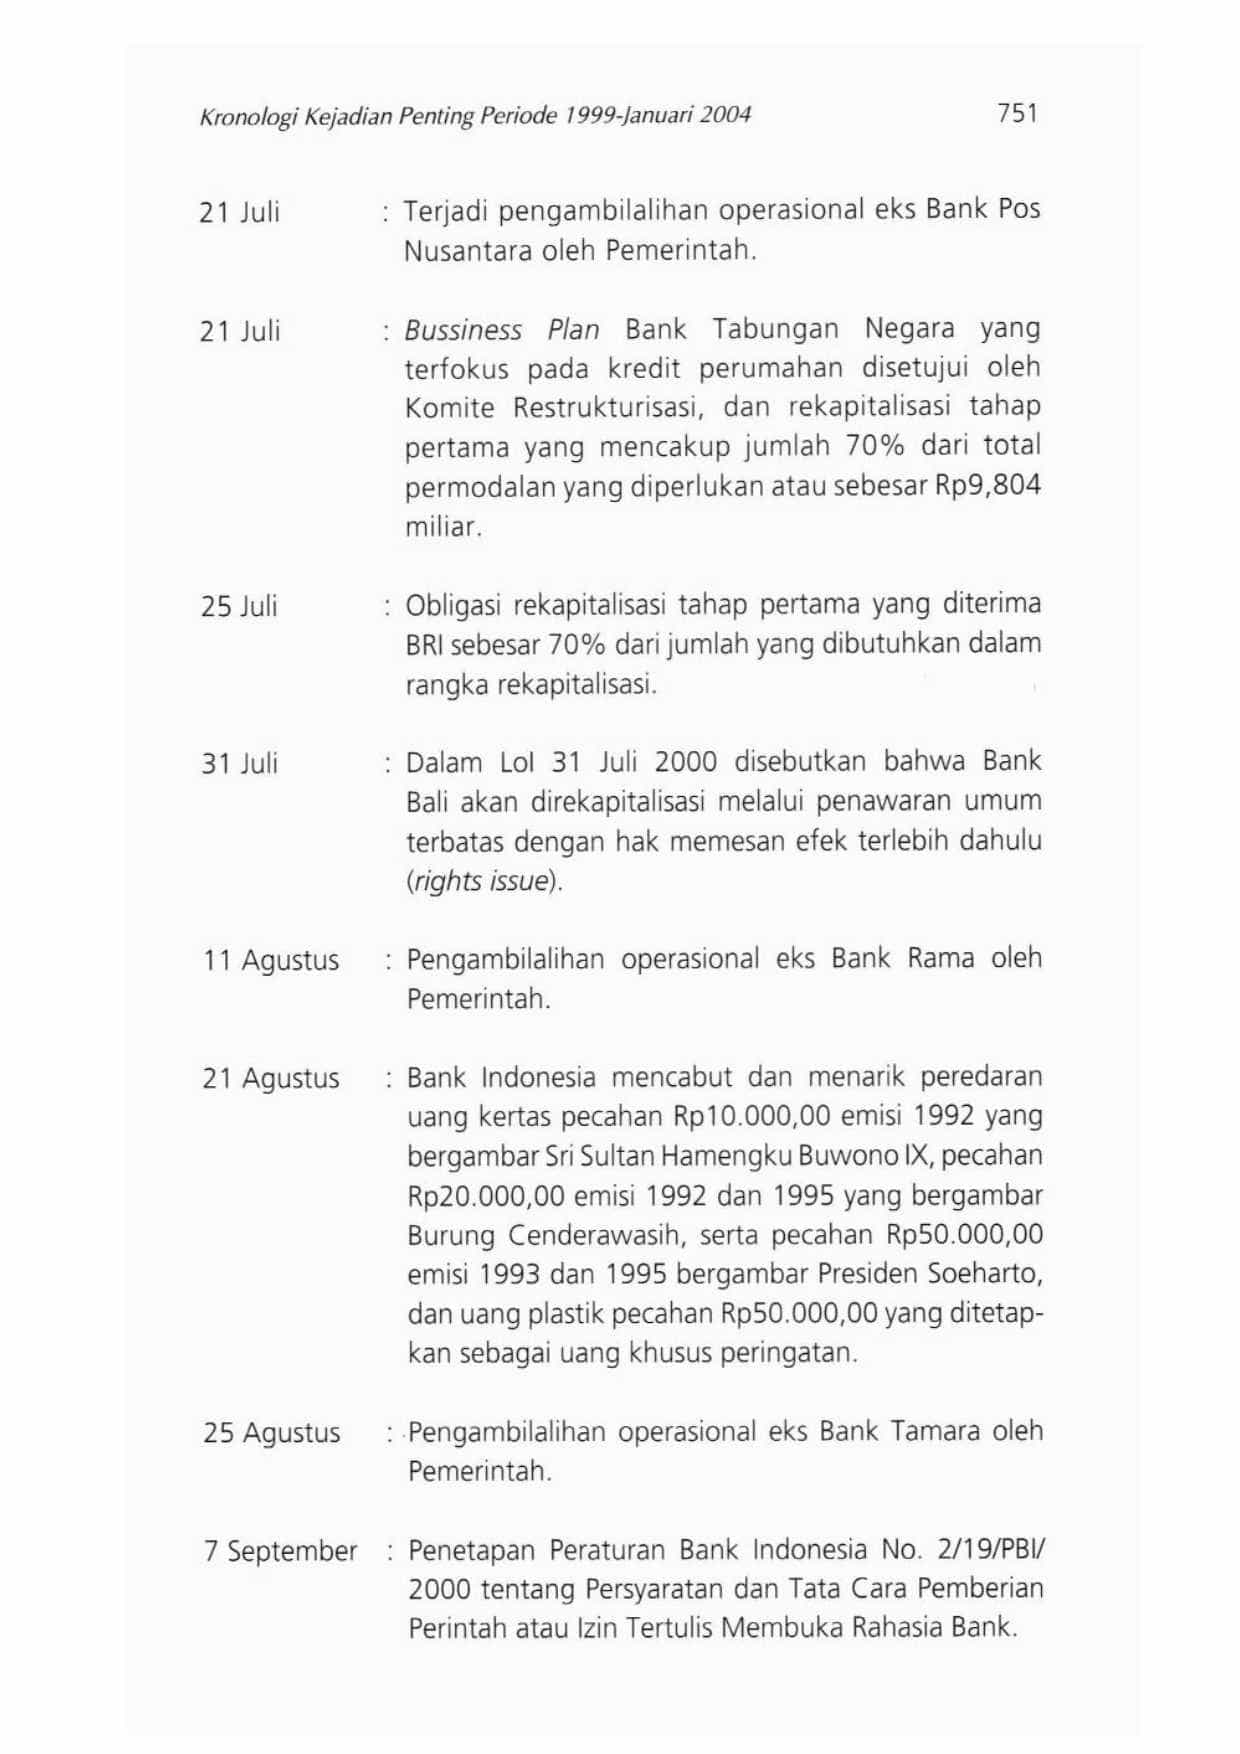 Kronologi Kejadian Penting Periode 1999-Januari 2004 751
21 Juli : Terjadi pengambilalihan operasional eks Bank Pos
Nusantara oleh Pemerintah.
21 Juli : Bussiness Plan Bank Tabungan Negara yang
terfokus pada kredit perumahan disetujui oleh
Komite Restrukturisasi, dan rekapitalisasi tahap
pertama yang mencakup jumlah 70% dari total
permodalan yang diperlukan atau sebesar Rp9,804
miliar.
25 Juli : Obligasi rekapitalisasi tahap pertama yang diterima
BRI sebesar 70% dari jumlah yang dibutuhkan dalam
rangka rekapitalisasi.
31 Juli : Dalam LoI 31 Juli 2000 disebutkan bahwa Bank
Bali akan direkapitalisasi melalui penawaran umum
terbatas dengan hak memesan efek terlebih dahulu
(rights issue).
11 Agustus : Pengambilalihan operasional eks Bank Rama oleh
Pemerintah.
21 Agustus : Bank Indonesia mencabut dan menarik peredaran
uang kertas pecahan Rp10.000,00 emisi 1992 yang
bergambar Sri Sultan Hamengku Buwono IX, pecahan
Rp20.000,00 emisi 1992 dan 1995 yang bergambar
Burung Cenderawasih, serta pecahan Rp50.000,00
emisi 1993 dan 1995 bergambar Presiden Soeharto,
dan uang plastik pecahan Rp50.000,00 yang ditetap-
kan sebagai uang khusus peringatan.
25 Agustus : Pengambilalihan operasional eks Bank Tamara oleh
Pemerintah.
7 September : Penetapan Peraturan Bank Indonesia No. 2/19/PBI/
2000 tentang Persyaratan dan Tata Cara Pemberian
Perintah atau Izin Tertulis Membuka Rahasia Bank.